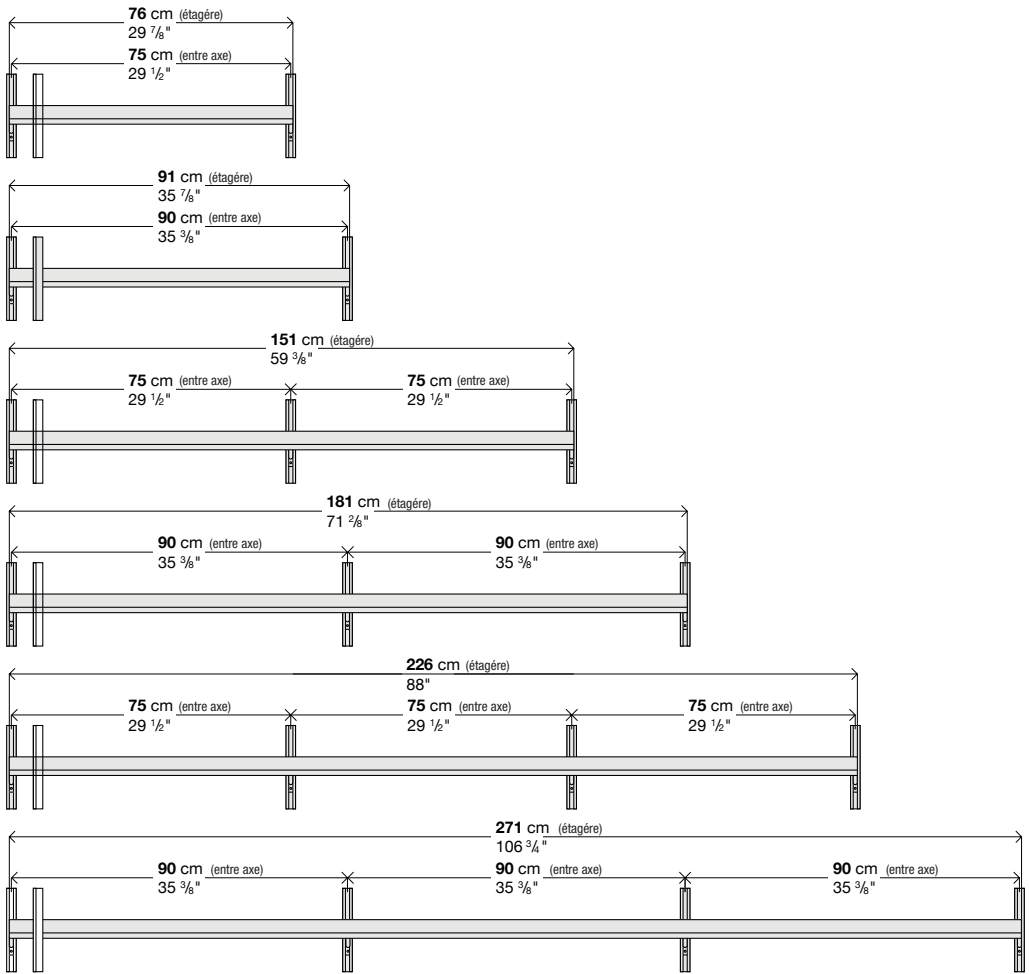 76 cm (étagére)
29 ⅞"
75 cm (entre axe)
29 ½"
91 cm (étagére)
35 ⅞"
90 cm (entre axe)
35 ⅜"
151 cm (étagére)
59 ⅜"
75 cm (entre axe) 75 cm (entre axe)
29 ½" 29 ½"
181 cm (étagére)
71 2/8"
90 cm (entre axe) 90 cm (entre axe)
35 ⅜" 35 ⅜"
226 cm (étagére)
88"
75 cm (entre axe) 75 cm (entre axe) 75 cm (entre axe)
29 ½" 29 ½" 29 ½"
271 cm (étagére)
106 ¾"
90 cm (entre axe) 90 cm (entre axe) 90 cm (entre axe)
35 ⅜" 35 ⅜" 35 ⅜"